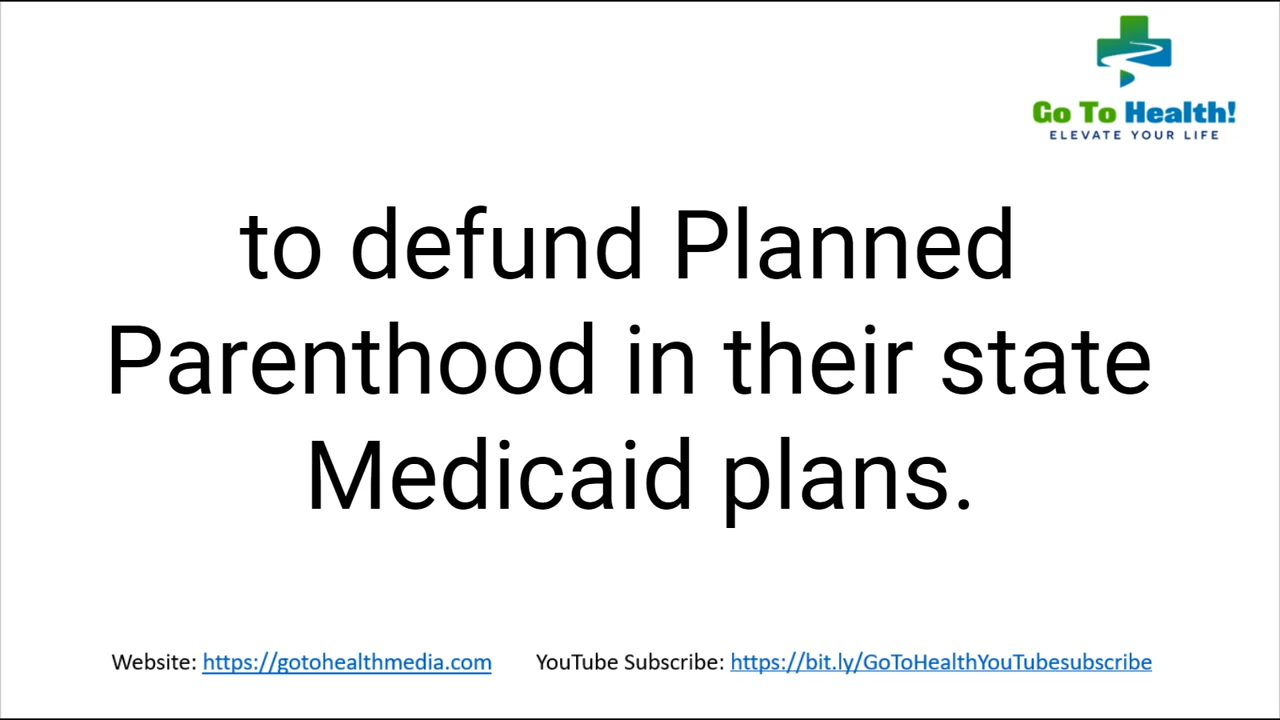 Go To Health!
ELEVATE YOUR LIFE
to defund Planned
Parenthood in their state
Medicaid plans.
Website: https://gotohealthmedia.com YouTube Subscribe: https://bit.ly/GoToHealthYouTubesubscribe